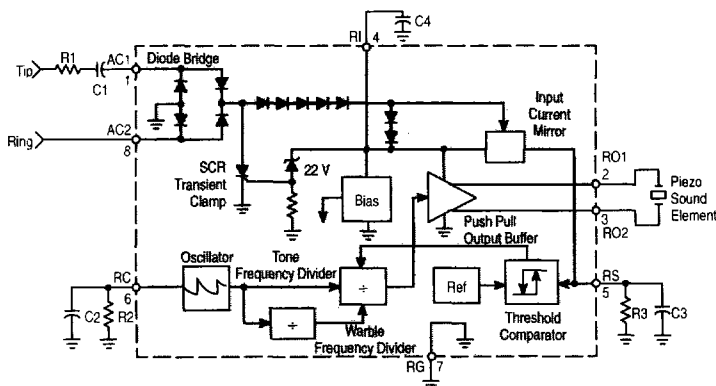 C4
RI
4
R1
AC1
Diode Bridge
Tip
C1
1
Input
Current
Mirror
AC2
RO1
Ring
8
2
SCR
Transient
Clamp
22 V
Piezo
Sound
Element
Bias
3
Push Pull
Output Buffer
RO2
Oscillator
Tone
Frequency Divider
RC
÷
Ref
RS
6
5
C2
R2
÷
Warble
Frequency Divider
Threshold
Comparator
R3
C3
RG
7